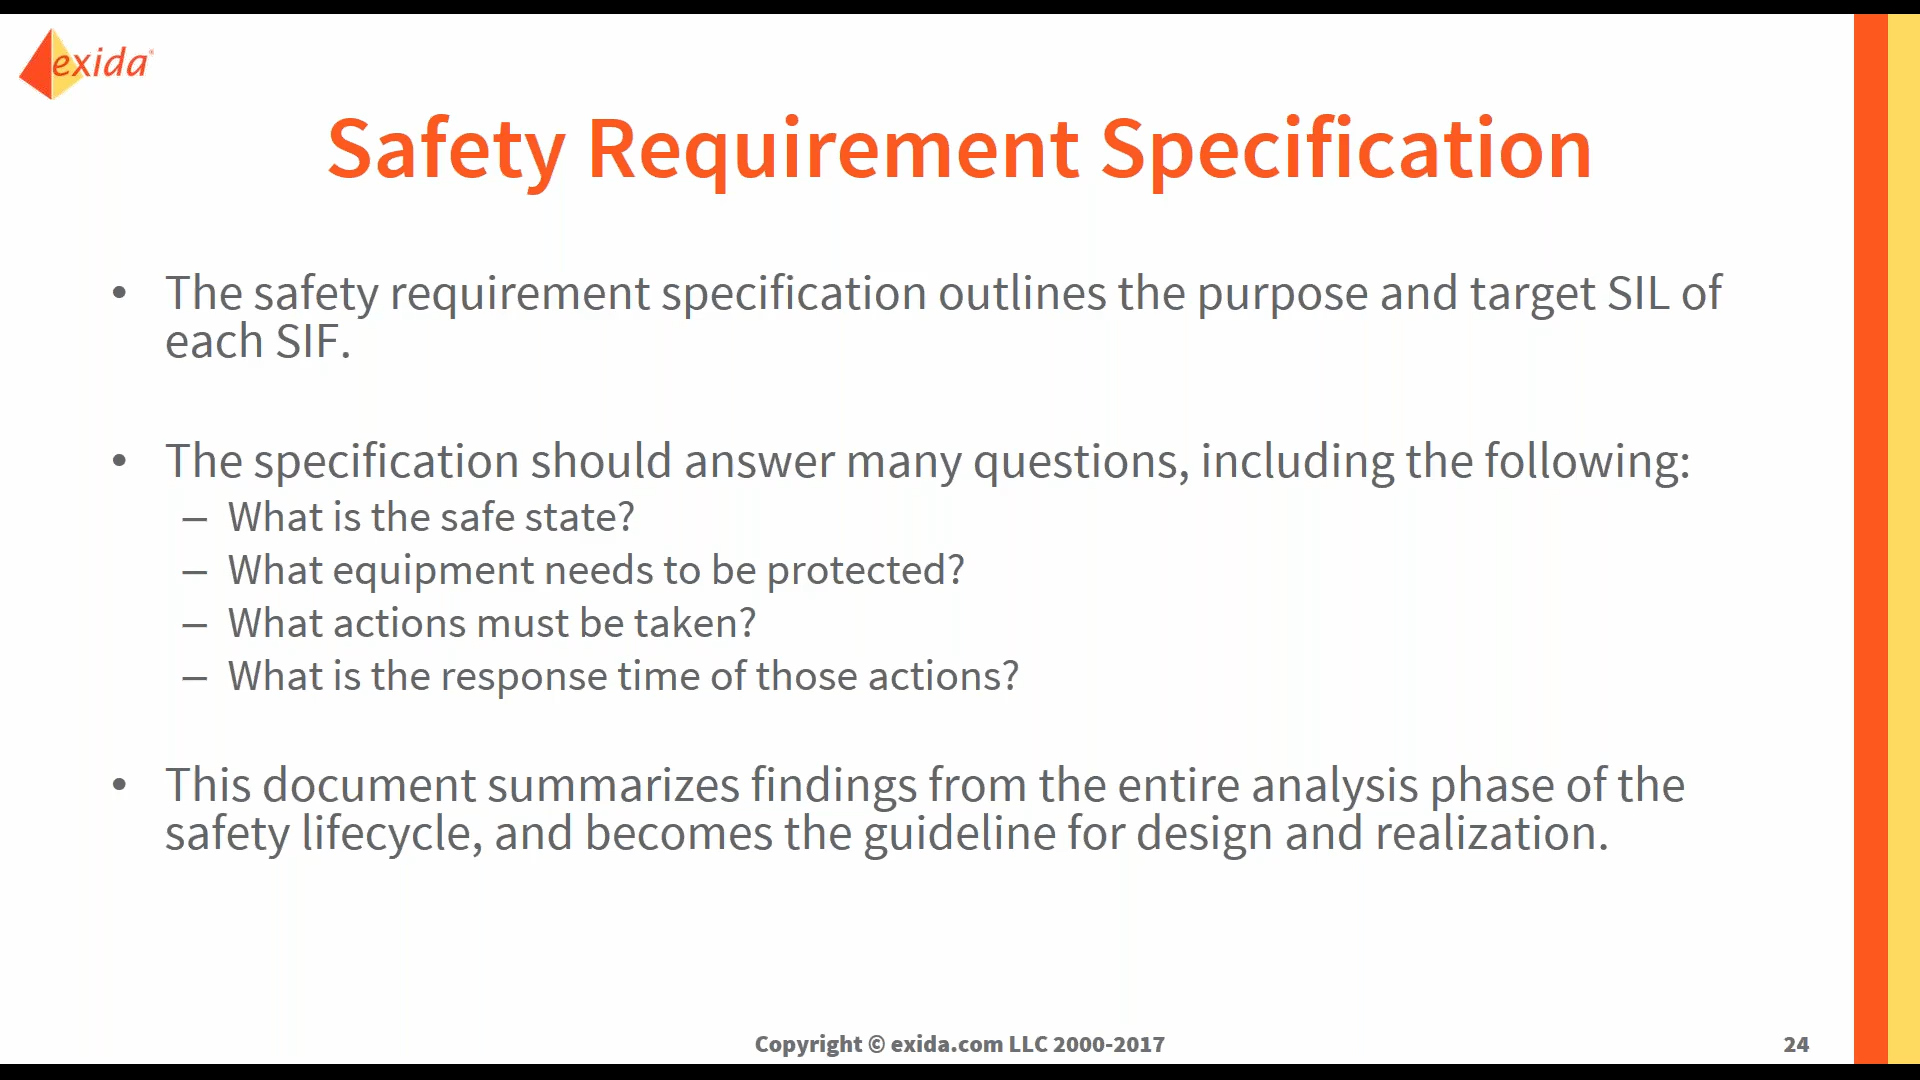 exida
Safety Requirement Specification
• The safety requirement specification outlines the purpose and target SIL of
each SIF.
• The specification should answer many questions, including the following:
– What is the safe state?
– What equipment needs to be protected?
– What actions must be taken?
– What is the response time of those actions?
• This document summarizes findings from the entire analysis phase of the
safety lifecycle, and becomes the guideline for design and realization.
Copyright © exida.com LLC 2000-2017
24